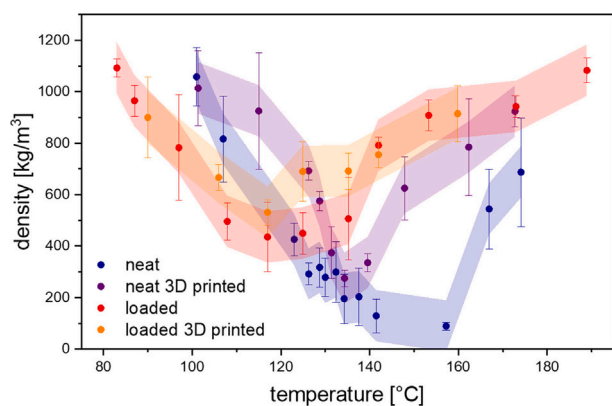 1200
1000
800
600
400
200
0
density [kg/m³]
neat
neat 3D printed
loaded
loaded 3D printed
80 100 120 140 160 180
temperature [°C]